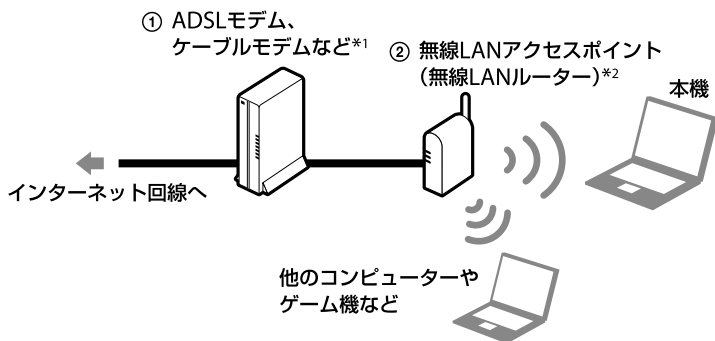 ① ADSLモデム、
ケーブルモデムなど*1
② 無線LANアクセスポイント
（無線LANルーター）*2
本機
インターネット回線へ
他のコンピューターや
ゲーム機など